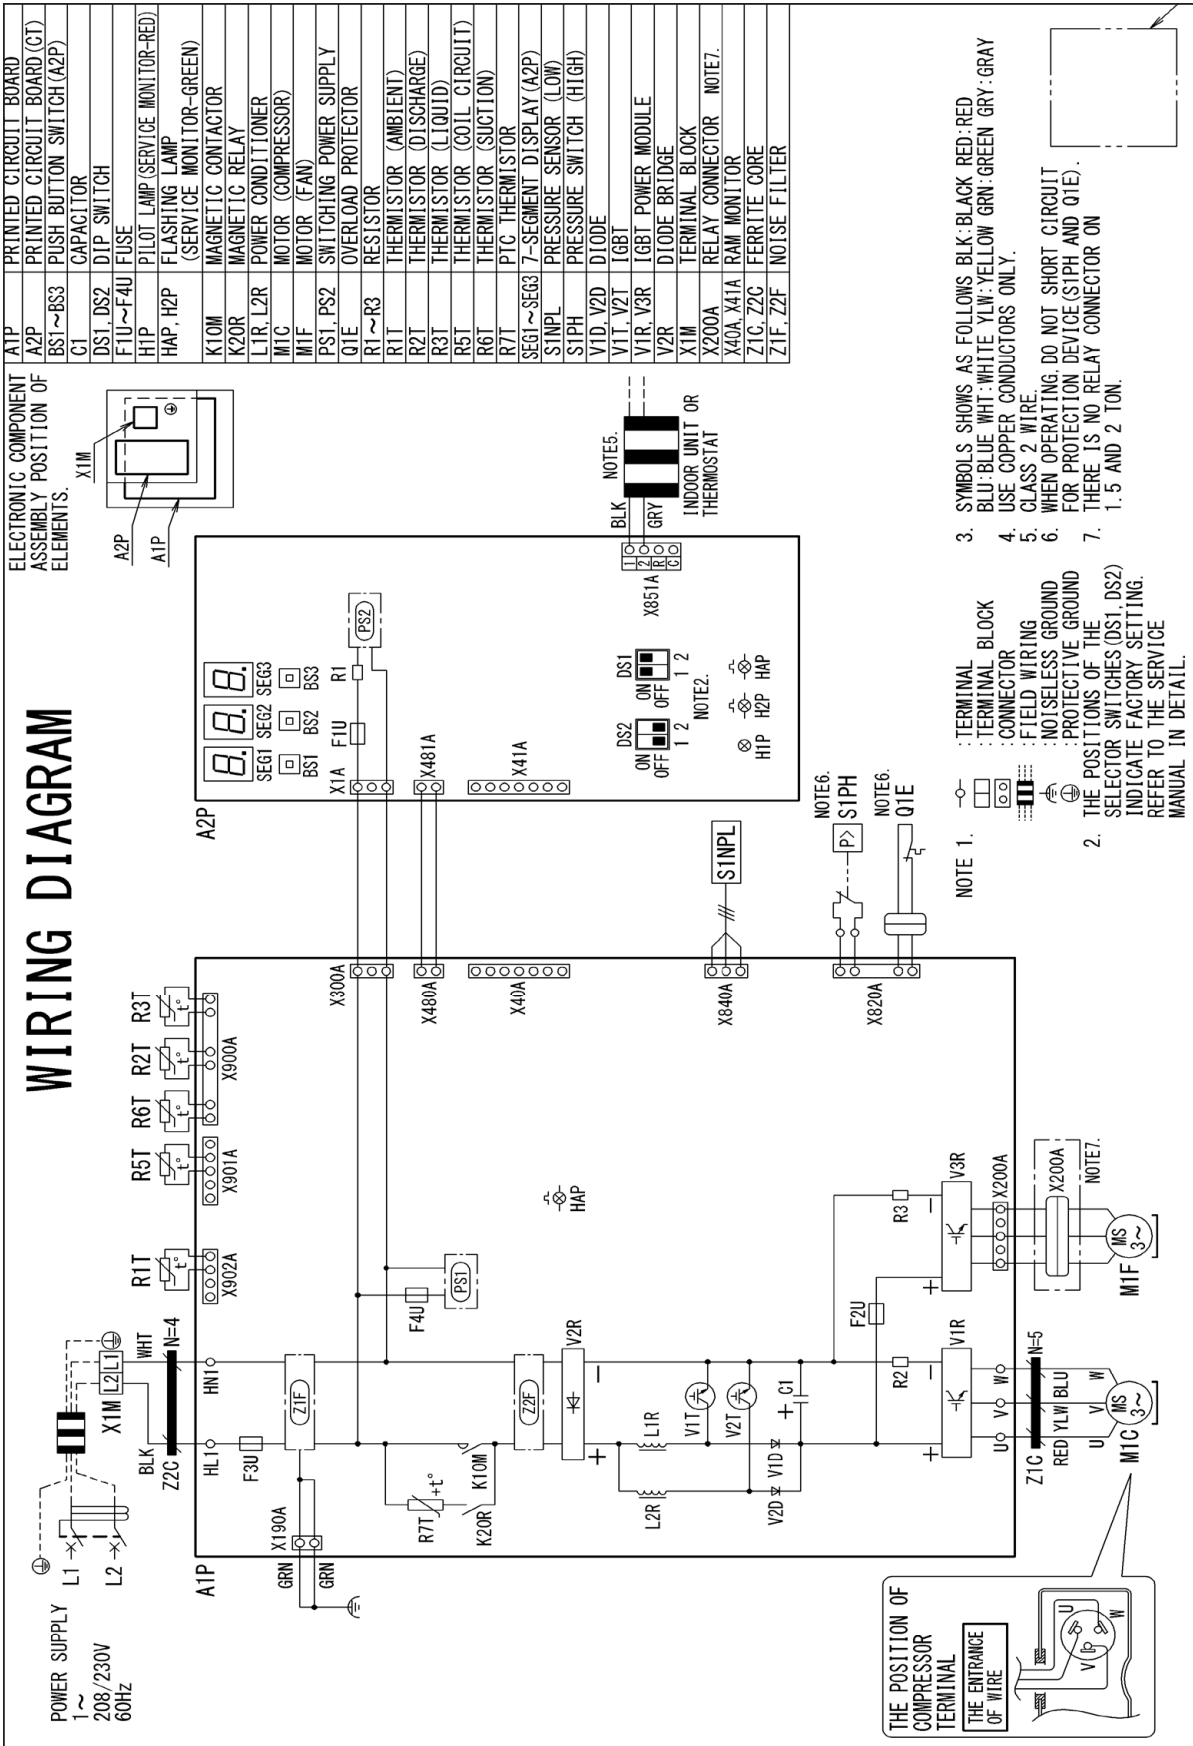 WIRING DIAGRAM
POWER SUPPLY
1~
208/230V
60Hz
L1
L2
X1M
L2 L1
BLK
WHT
Z2C
N=4
HL1
HN1
R1T
t°
X902A
R5T
t°
X901A
R6T
t°
R2T
t°
R3T
t°
X900A
A1P
F3U
Z1F
X190A
GRN
GRN
X300A
X480A
X40A
F4U
PS1
HAP
R7T
+t°
K10M
K20R
Z2F
V2R
+
−
L1R
L2R
V1T
V2T
V1D
V2D
+
C1
X840A
S1NPL
X820A
NOTE6.
S1PH
P>
NOTE6.
Q1E
F2U
R2
R3
+
−
V1R
+
−
V3R
U
V
W
X200A
Z1C
N=5
RED YLW BLU
U
V
W
MS
3~
M1C
X200A
NOTE7.
MS
3~
M1F
A2P
SEG1
SEG2
SEG3
BS1
BS2
BS3
X1A
F1U
R1
PS2
X481A
X41A
DS2
ON
OFF
1 2
DS1
ON
OFF
1 2
NOTE2.
H1P
H2P
HAP
X851A
1
2
R
C
BLK
GRY
NOTE5.
INDOOR UNIT OR
THERMOSTAT
THE POSITION OF
COMPRESSOR
TERMINAL
THE ENTRANCE
OF WIRE
U
V
W
ELECTRONIC COMPONENT
ASSEMBLY POSITION OF
ELEMENTS.
A2P
A1P
X1M
A1P PRINTED CIRCUIT BOARD
A2P PRINTED CIRCUIT BOARD(CT)
BS1~BS3 PUSH BUTTON SWITCH(A2P)
C1 CAPACITOR
DS1, DS2 DIP SWITCH
F1U~F4U FUSE
H1P PILOT LAMP(SERVICE MONITOR-RED)
HAP, H2P FLASHING LAMP
(SERVICE MONITOR-GREEN)
K10M MAGNETIC CONTACTOR
K20R MAGNETIC RELAY
L1R, L2R POWER CONDITIONER
M1C MOTOR (COMPRESSOR)
M1F MOTOR (FAN)
PS1, PS2 SWITCHING POWER SUPPLY
Q1E OVERLOAD PROTECTOR
R1~R3 RESISTOR
R1T THERMISTOR (AMBIENT)
R2T THERMISTOR (DISCHARGE)
R3T THERMISTOR (LIQUID)
R5T THERMISTOR (COIL CIRCUIT)
R6T THERMISTOR (SUCTION)
R7T PTC THERMISTOR
SEG1~SEG3 7-SEGMENT DISPLAY(A2P)
S1NPL PRESSURE SENSOR (LOW)
S1PH PRESSURE SWITCH (HIGH)
V1D, V2D DIODE
V1T, V2T IGBT
V1R, V3R IGBT POWER MODULE
V2R DIODE BRIDGE
X1M TERMINAL BLOCK
X200A RELAY CONNECTOR NOTE7.
X40A, X41A RAM MONITOR
Z1C, Z2C FERRITE CORE
Z1F, Z2F NOISE FILTER
NOTE 1.
:TERMINAL
:TERMINAL BLOCK
:CONNECTOR
:FIELD WIRING
:NOISELESS GROUND
:PROTECTIVE GROUND
2. THE POSITIONS OF THE
SELECTOR SWITCHES(DS1, DS2)
INDICATE FACTORY SETTING.
REFER TO THE SERVICE
MANUAL IN DETAIL.
3. SYMBOLS SHOWS AS FOLLOWS BLK:BLACK RED:RED
BLU:BLUE WHT:WHITE YLW:YELLOW GRN:GREEN GRY:GRAY
4. USE COPPER CONDUCTORS ONLY.
5. CLASS 2 WIRE.
6. WHEN OPERATING, DO NOT SHORT CIRCUIT
FOR PROTECTION DEVICE(S1PH AND Q1E).
7. THERE IS NO RELAY CONNECTOR ON
1.5 AND 2 TON.